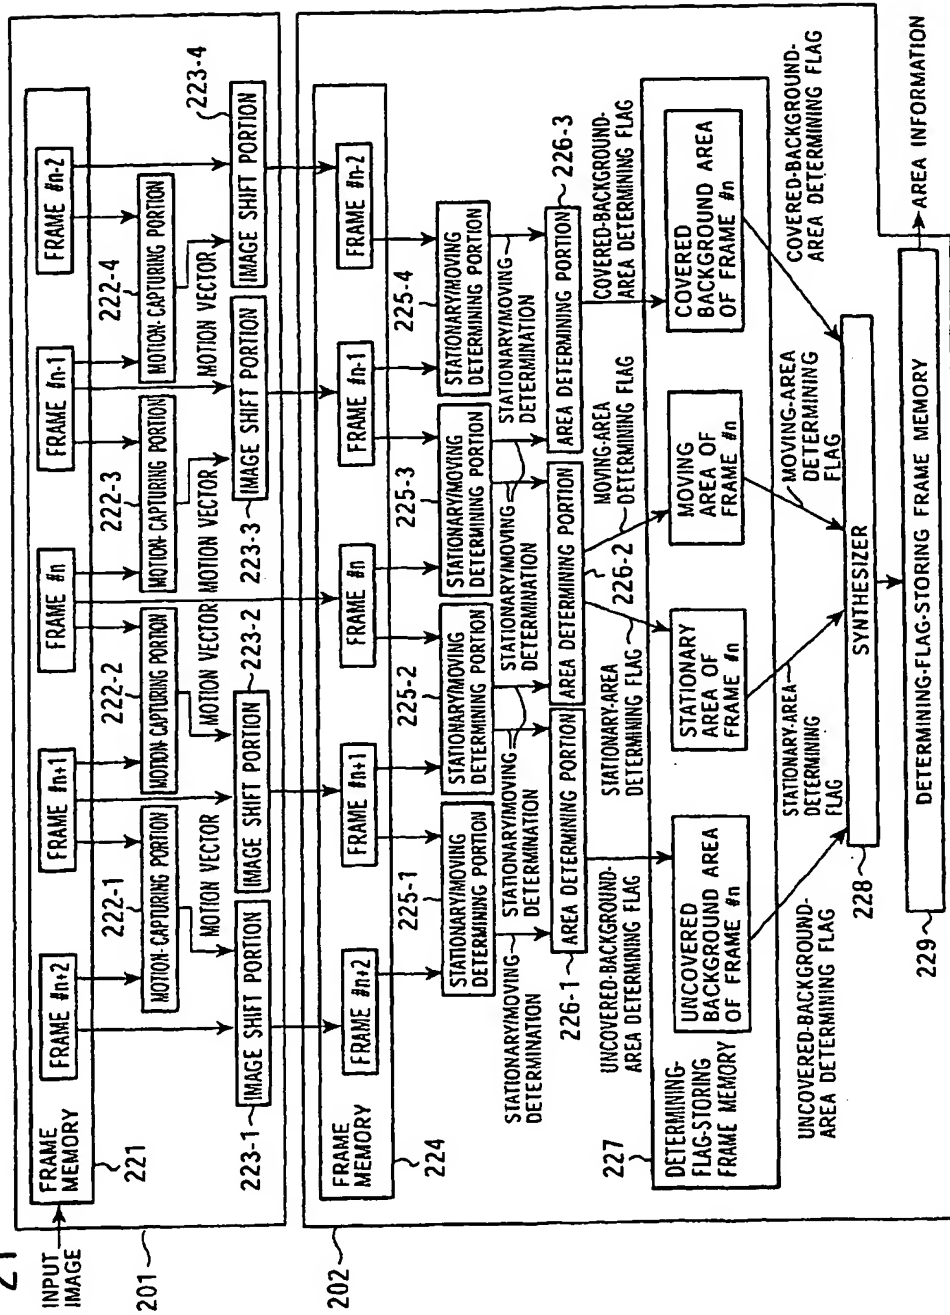 21
INPUT
IMAGE
201
FRAME
MEMORY
221
FRAME #n+2
FRAME #n+1
FRAME #n
FRAME #n-1
FRAME #n-2
222-1
MOTION-CAPTURING PORTION
222-2
MOTION-CAPTURING PORTION
222-3
MOTION-CAPTURING PORTION
222-4
MOTION-CAPTURING PORTION
MOTION VECTOR
MOTION VECTOR
MOTION VECTOR
MOTION VECTOR
223-1
IMAGE SHIFT PORTION
223-2
IMAGE SHIFT PORTION
223-3
IMAGE SHIFT PORTION
223-4
IMAGE SHIFT PORTION
202
FRAME
MEMORY
224
FRAME #n+2
FRAME #n+1
FRAME #n
FRAME #n-1
FRAME #n-2
225-1
STATIONARY/MOVING
DETERMINING PORTION
225-2
STATIONARY/MOVING
DETERMINING PORTION
225-3
STATIONARY/MOVING
DETERMINING PORTION
225-4
STATIONARY/MOVING
DETERMINING PORTION
STATIONARY/MOVING
DETERMINATION
STATIONARY/MOVING
DETERMINATION
STATIONARY/MOVING
DETERMINATION
STATIONARY/MOVING
DETERMINATION
226-1
AREA DETERMINING PORTION
AREA DETERMINING PORTION
226-2
AREA DETERMINING PORTION
226-3
UNCOVERED-BACKGROUND-
AREA DETERMINING FLAG
STATIONARY-AREA
DETERMINING FLAG
MOVING-AREA
DETERMINING FLAG
COVERED-BACKGROUND-
AREA DETERMINING FLAG
227
DETERMINING-
FLAG-STORING
FRAME MEMORY
UNCOVERED
BACKGROUND AREA
OF FRAME #n
STATIONARY
AREA OF
FRAME #n
MOVING
AREA OF
FRAME #n
COVERED
BACKGROUND AREA
OF FRAME #n
UNCOVERED-BACKGROUND-
AREA DETERMINING FLAG
STATIONARY-AREA
DETERMINING
FLAG
MOVING-AREA
DETERMINING
FLAG
COVERED-BACKGROUND-
AREA DETERMINING FLAG
228
SYNTHESIZER
229
DETERMINING-FLAG-STORING FRAME MEMORY
AREA INFORMATION